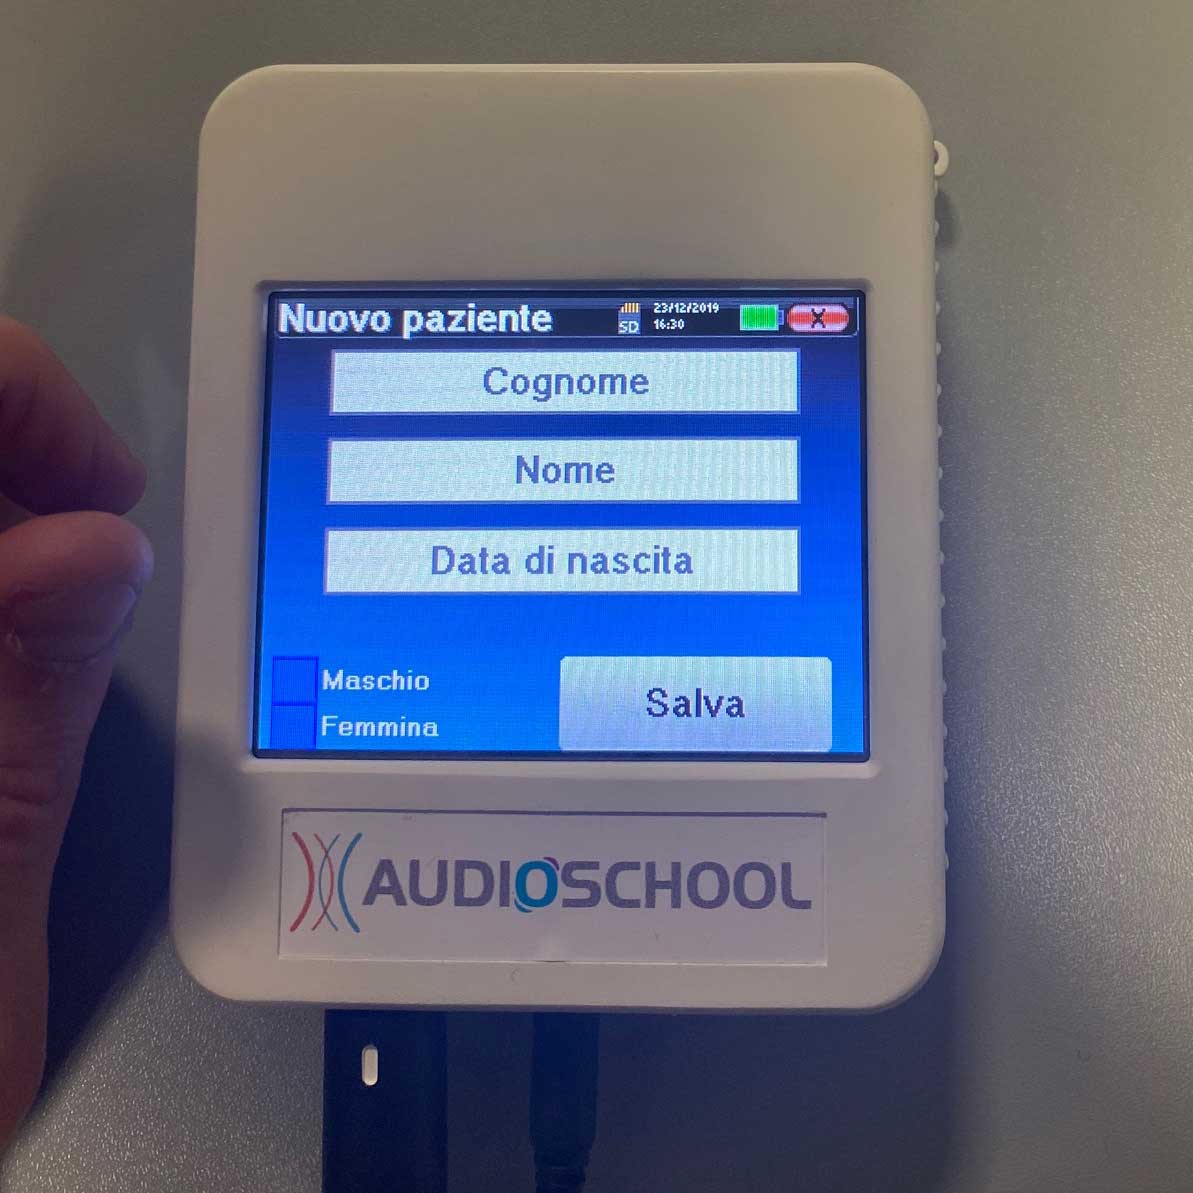 Nuovo paziente
SD
23/12/2019
16:30
X
Cognome
Nome
Data di nascita
Maschio
Femmina
Salva
AUDIOSCHOOL